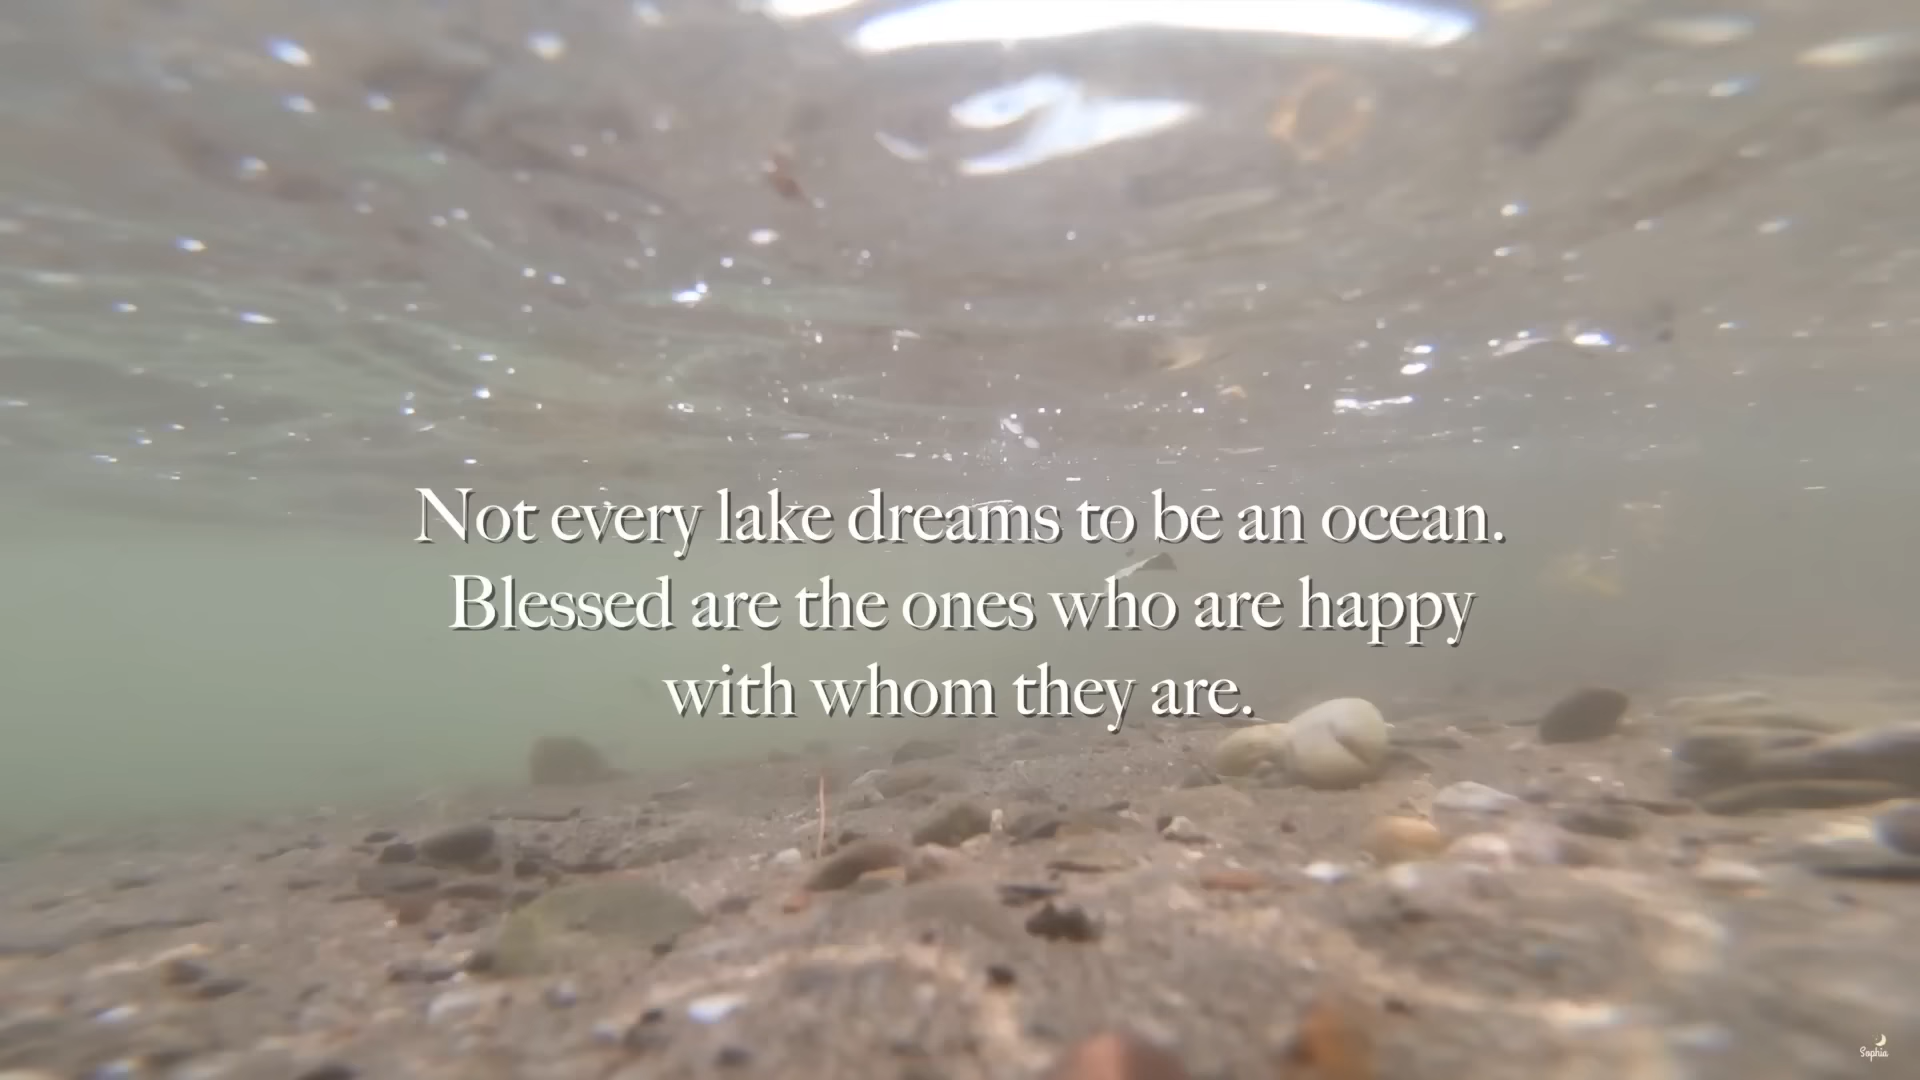 Not every lake dreams to be an ocean.
Blessed are the ones who are happy
with whom they are.
Sophia